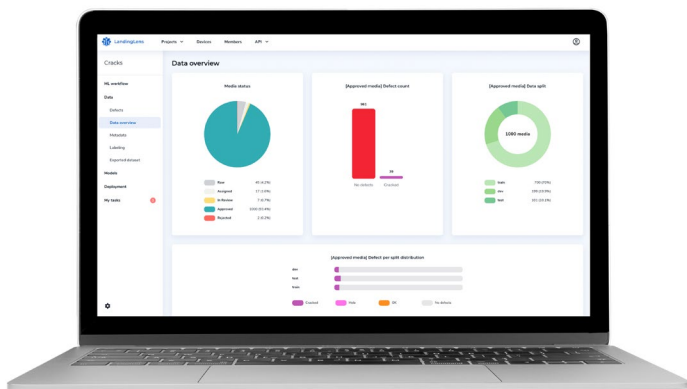 LandingLens
Projects
Devices
Members
API
Cracks
Data overview
ML workflow
Data
Defects
Data overview
Metadata
Labeling
Exported dataset
Models
Deployment
My tasks
Media status
Raw
Assigned
In Review
Approved
Rejected
[Approved media] Defect count
No defects
Cracked
[Approved media] Data split
1080 media
train
dev
test
[Approved media] Defect per split distribution
dev
test
train
Cracked
Hole
OK
No defects